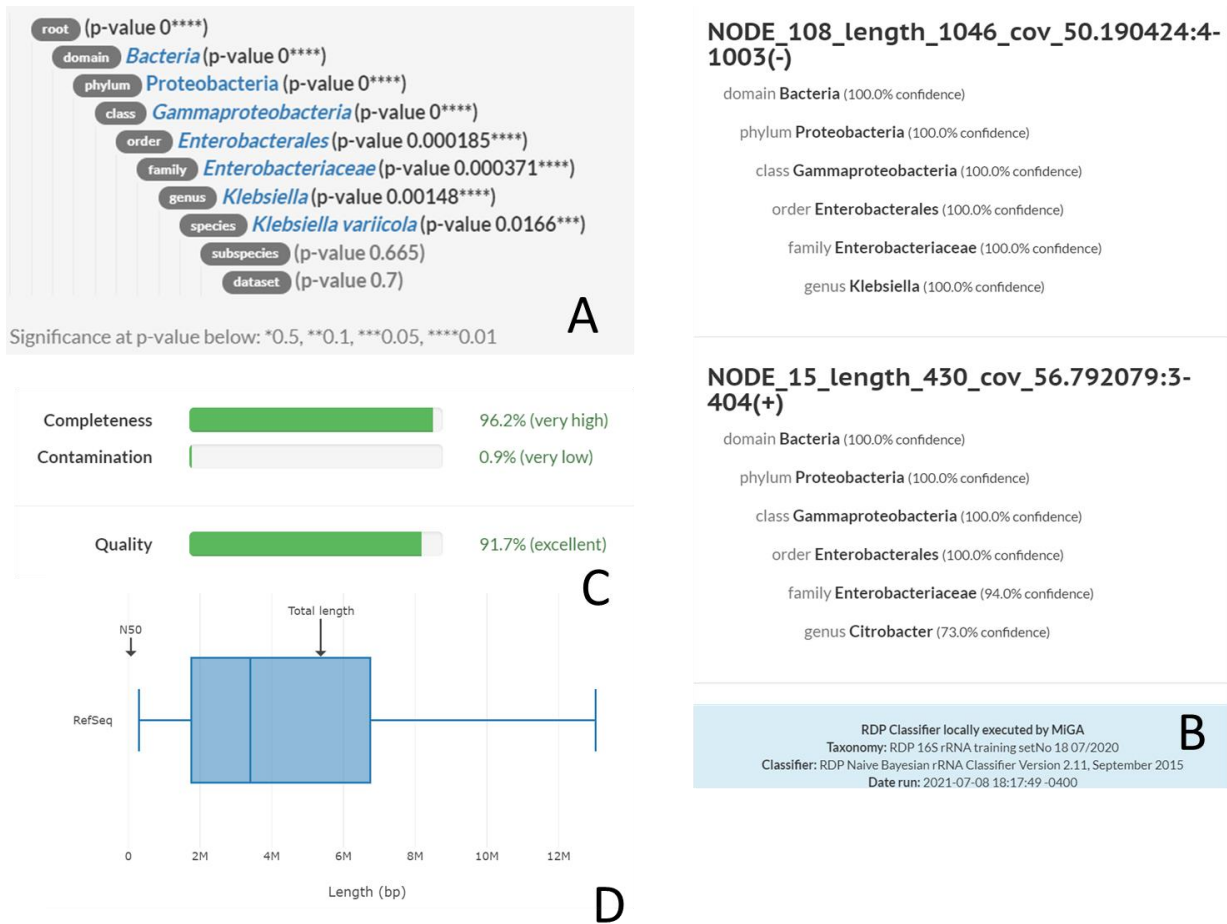 root (p-value 0****)
domain Bacteria (p-value 0****)
phylum Proteobacteria (p-value 0****)
class Gammaproteobacteria (p-value 0****)
order Enterobacterales (p-value 0.000185****)
family Enterobacteriaceae (p-value 0.000371****)
genus Klebsiella (p-value 0.00148****)
species Klebsiella variicola (p-value 0.0166***)
subspecies (p-value 0.665)
dataset (p-value 0.7)
A
Significance at p-value below: *0.5, **0.1, ***0.05, ****0.01
Completeness 96.2% (very high)
Contamination 0.9% (very low)
Quality 91.7% (excellent)
C
Total length
N50
RefSeq
0 2M 4M 6M 8M 10M 12M
Length (bp)
D
NODE_108_length_1046_cov_50.190424:4-
1003(-)
domain Bacteria (100.0% confidence)
phylum Proteobacteria (100.0% confidence)
class Gammaproteobacteria (100.0% confidence)
order Enterobacterales (100.0% confidence)
family Enterobacteriaceae (100.0% confidence)
genus Klebsiella (100.0% confidence)
NODE_15_length_430_cov_56.792079:3-
404(+)
domain Bacteria (100.0% confidence)
phylum Proteobacteria (100.0% confidence)
class Gammaproteobacteria (100.0% confidence)
order Enterobacterales (100.0% confidence)
family Enterobacteriaceae (94.0% confidence)
genus Citrobacter (73.0% confidence)
RDP Classifier locally executed by MiGA
Taxonomy: RDP 16S rRNA training setNo 18 07/2020
Classifier: RDP Naive Bayesian rRNA Classifier Version 2.11, September 2015
Date run: 2021-07-08 18:17:49 -0400
B